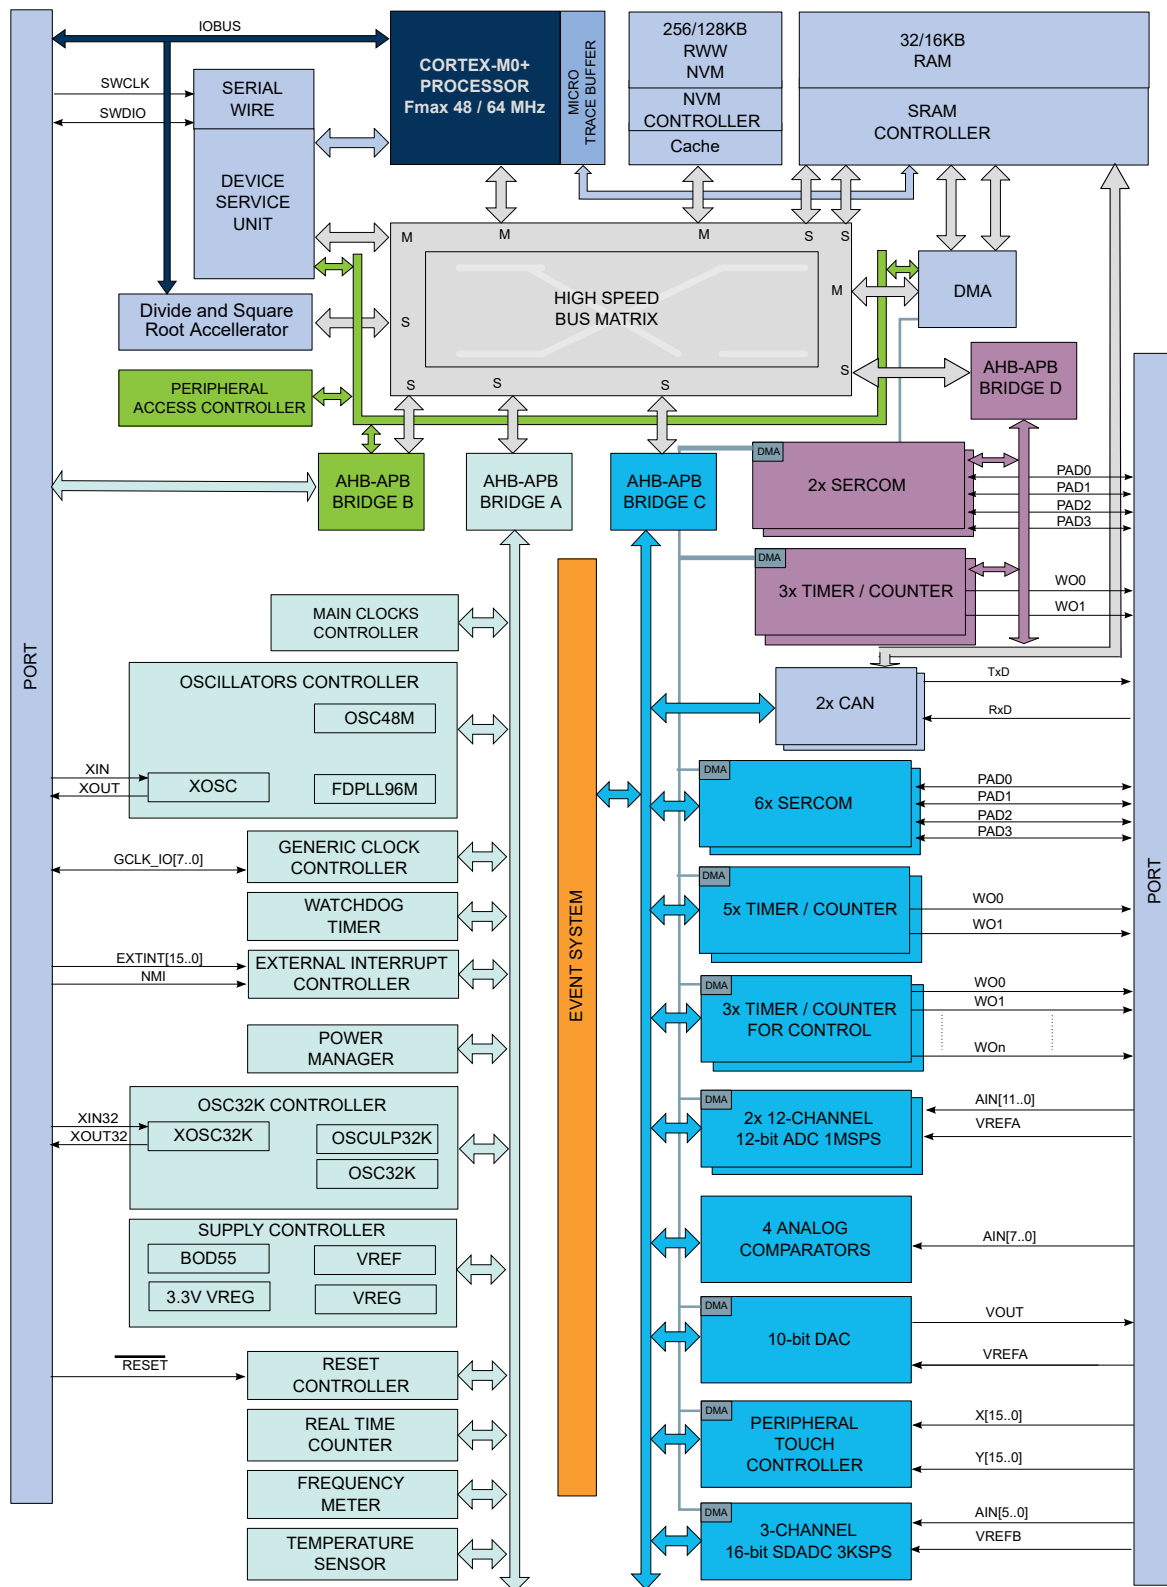 IOBUS
SWCLK
SWDIO
SERIAL
WIRE
DEVICE
SERVICE
UNIT
CORTEX-M0+
PROCESSOR
Fmax 48 / 64 MHz
MICRO
TRACE BUFFER
256/128KB
RWW
NVM
NVM
CONTROLLER
Cache
32/16KB
RAM
SRAM
CONTROLLER
M
M
M
S
S
Divide and Square
Root Accellerator
S
HIGH SPEED
BUS MATRIX
M
DMA
S
AHB-APB
BRIDGE D
PERIPHERAL
ACCESS CONTROLLER
S
S
S
AHB-APB
BRIDGE B
AHB-APB
BRIDGE A
AHB-APB
BRIDGE C
DMA
2x SERCOM
PAD0
PAD1
PAD2
PAD3
DMA
3x TIMER / COUNTER
WO0
WO1
PORT
MAIN CLOCKS
CONTROLLER
OSCILLATORS CONTROLLER
OSC48M
XIN
XOUT
XOSC
FDPLL96M
GCLK_IO[7..0]
GENERIC CLOCK
CONTROLLER
WATCHDOG
TIMER
EXTINT[15..0]
NMI
EXTERNAL INTERRUPT
CONTROLLER
POWER
MANAGER
OSC32K CONTROLLER
XIN32
XOUT32
XOSC32K
OSCULP32K
OSC32K
SUPPLY CONTROLLER
BOD55
VREF
3.3V VREG
VREG
RESET
RESET
CONTROLLER
REAL TIME
COUNTER
FREQUENCY
METER
TEMPERATURE
SENSOR
EVENT SYSTEM
2x CAN
TxD
RxD
DMA
6x SERCOM
PAD0
PAD1
PAD2
PAD3
DMA
5x TIMER / COUNTER
WO0
WO1
DMA
3x TIMER / COUNTER
FOR CONTROL
WO0
WO1
WOn
DMA
2x 12-CHANNEL
12-bit ADC 1MSPS
AIN[11..0]
VREFA
4 ANALOG
COMPARATORS
AIN[7..0]
DMA
10-bit DAC
VOUT
VREFA
DMA
PERIPHERAL
TOUCH
CONTROLLER
X[15..0]
Y[15..0]
DMA
3-CHANNEL
16-bit SDADC 3KSPS
AIN[5..0]
VREFB
PORT